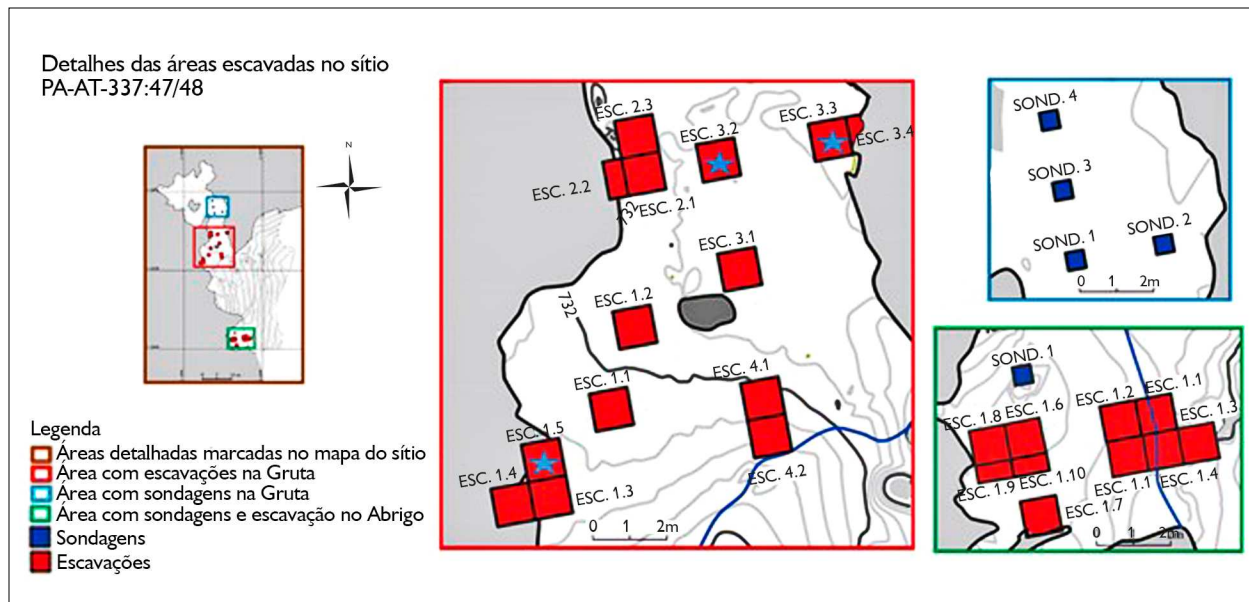 Detalhes das áreas escavadas no sítio
PA-AT-337:47/48
N
Legenda
Áreas detalhadas marcadas no mapa do sítio
Área com escavações na Gruta
Área com sondagens na Gruta
Área com sondagens e escavação no Abrigo
Sondagens
Escavações
ESC. 2.3
ESC. 3.2
ESC. 3.3
ESC. 3.4
ESC. 2.2
ESC. 2.1
732
ESC. 3.1
732
ESC. 1.2
ESC. 1.1
ESC. 4.1
ESC. 1.5
ESC. 1.4
ESC. 1.3
ESC. 4.2
0 1 2m
SOND. 4
SOND. 3
SOND. 2
SOND. 1
0 1 2m
SOND. 1
ESC. 1.2
ESC. 1.1
ESC. 1.8
ESC. 1.6
ESC. 1.3
ESC. 1.9
ESC. 1.10
ESC. 1.1
ESC. 1.4
ESC. 1.7
0 1 2m